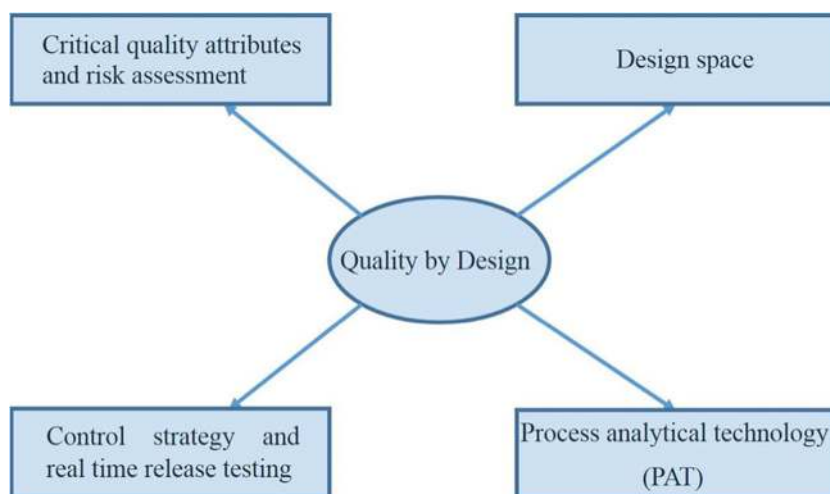 Critical quality attributes
and risk assessment
Design space
Quality by Design
Control strategy and
real time release testing
Process analytical technology
(PAT)